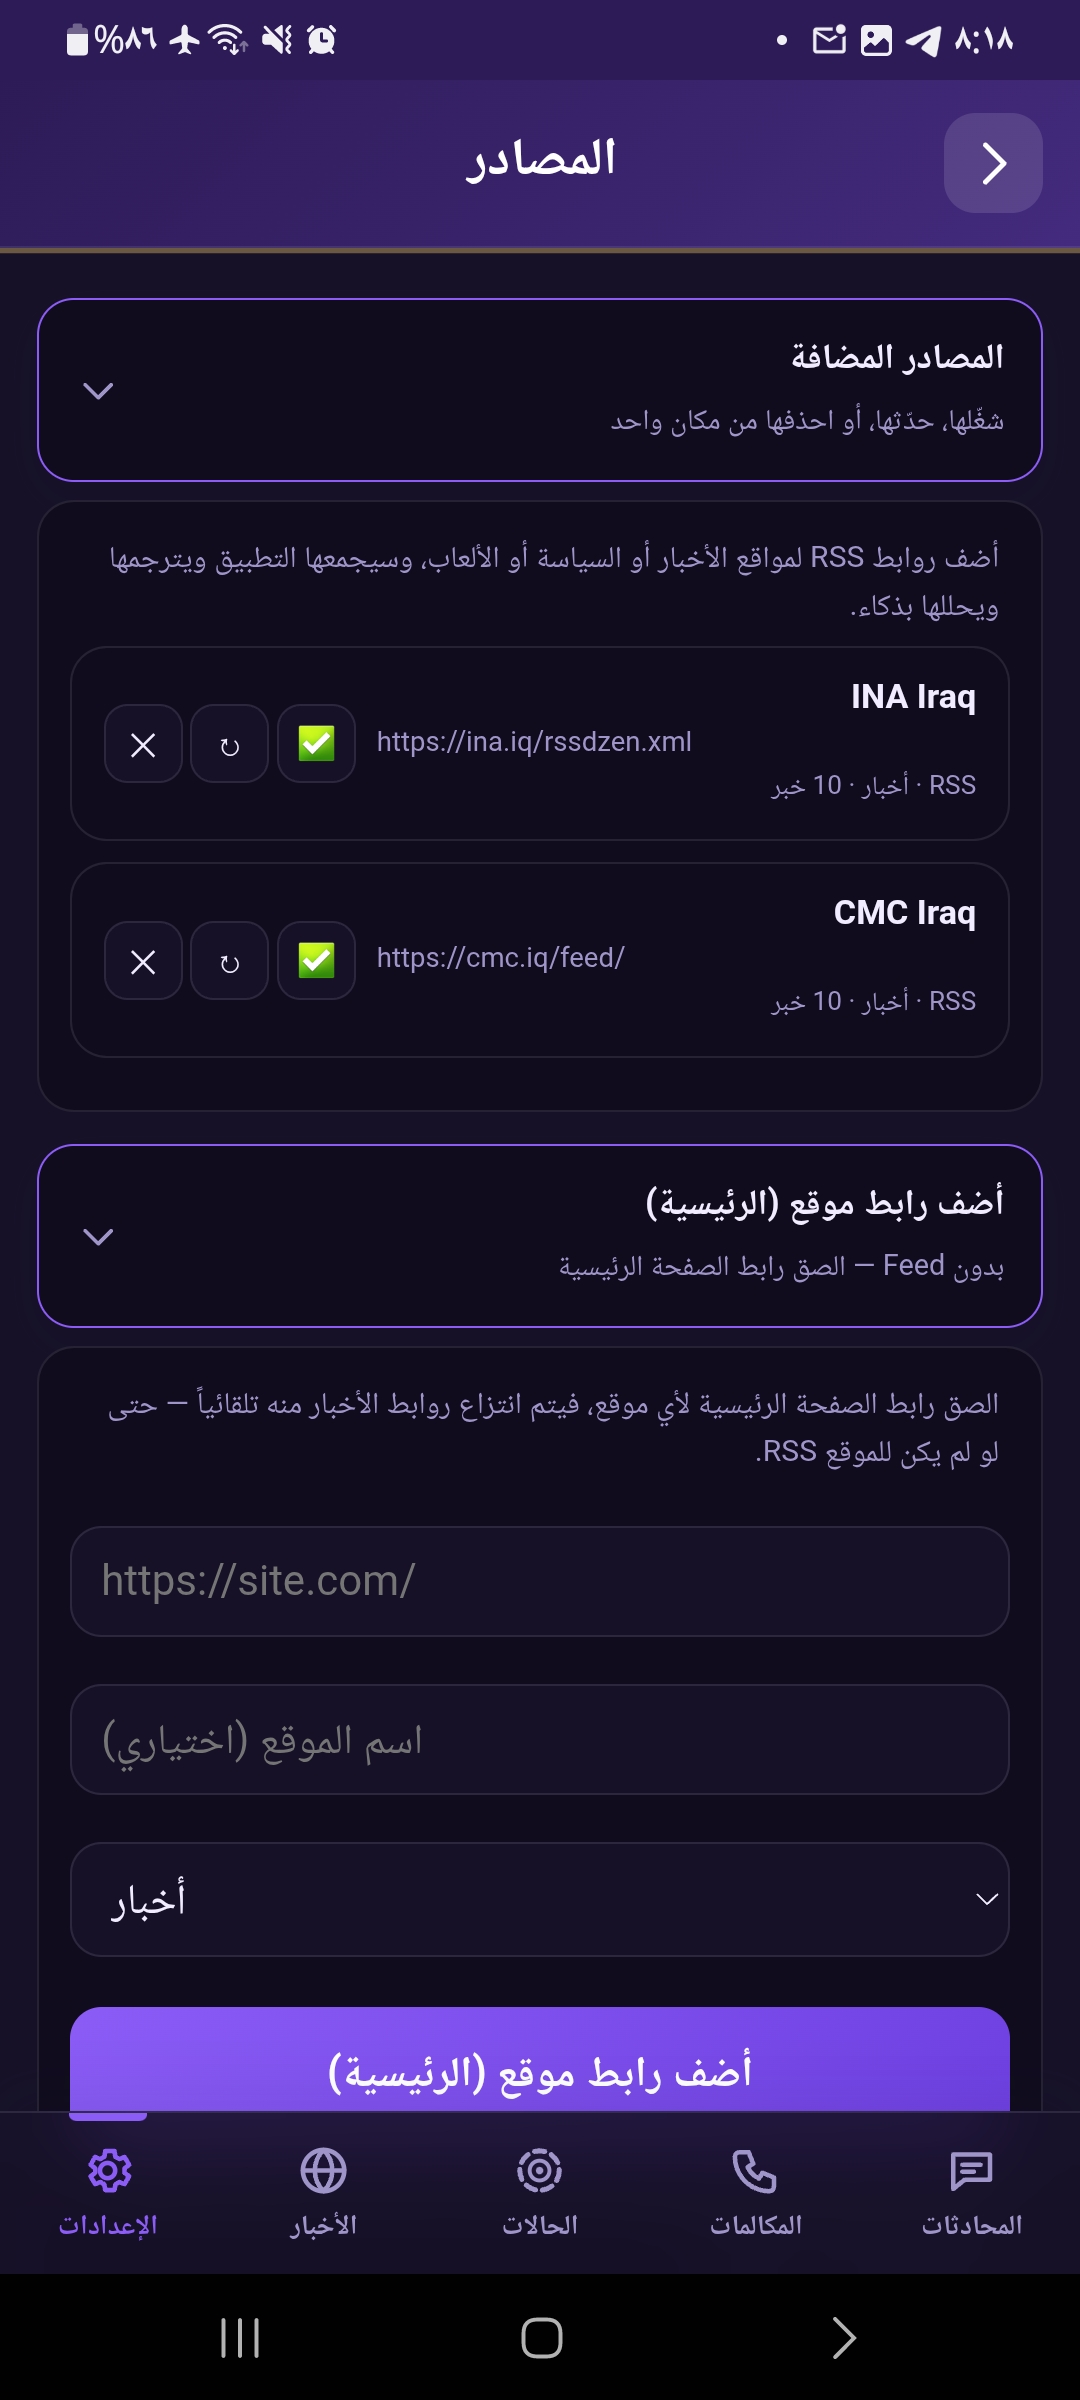 ٨:١٨
%٨٦
المصادر
المصادر المضافة
شغّلها، حدّثها، أو احذفها من مكان واحد
أضف روابط RSS لمواقع الأخبار أو السياسة أو الألعاب، وسيجمعها التطبيق ويترجمها
ويحللها بذكاء.
INA Iraq
https://ina.iq/rssdzen.xml
RSS · أخبار · 10 خبر
CMC Iraq
https://cmc.iq/feed/
RSS · أخبار · 10 خبر
أضف رابط موقع (الرئيسية)
بدون Feed — الصق رابط الصفحة الرئيسية
الصق رابط الصفحة الرئيسية لأي موقع، فيتم انتزاع روابط الأخبار منه تلقائياً — حتى
لو لم يكن للموقع RSS.
https://site.com/
اسم الموقع (اختياري)
أخبار
أضف رابط موقع (الرئيسية)
المحادثات
المكالمات
الحالات
الأخبار
الإعدادات